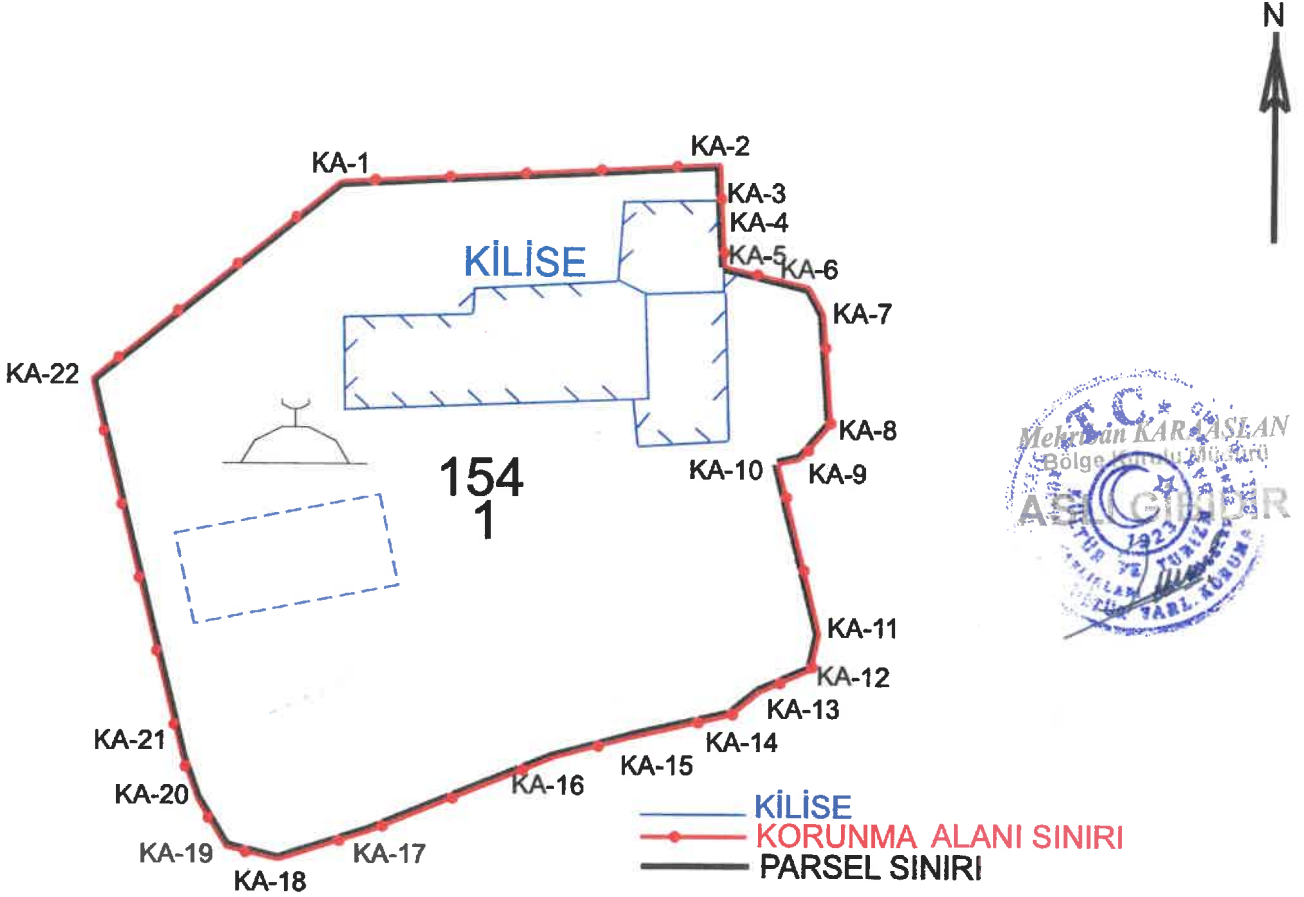 N
KA-1
KA-2
KA-3
KA-4
KA-5
KA-6
KİLİSE
KA-7
KA-22
KA-8
KA-9
KA-10
154
1
T.C.
Mehriban KARAASLAN
Bölge Kurulu Müdürü
ASLI GİBİDİR
1923
KA-11
KA-12
KA-13
KA-14
KA-21
KA-15
KA-16
KA-20
KA-19
KA-17
KA-18
KİLİSE
KORUNMA ALANI SINIRI
PARSEL SINIRI